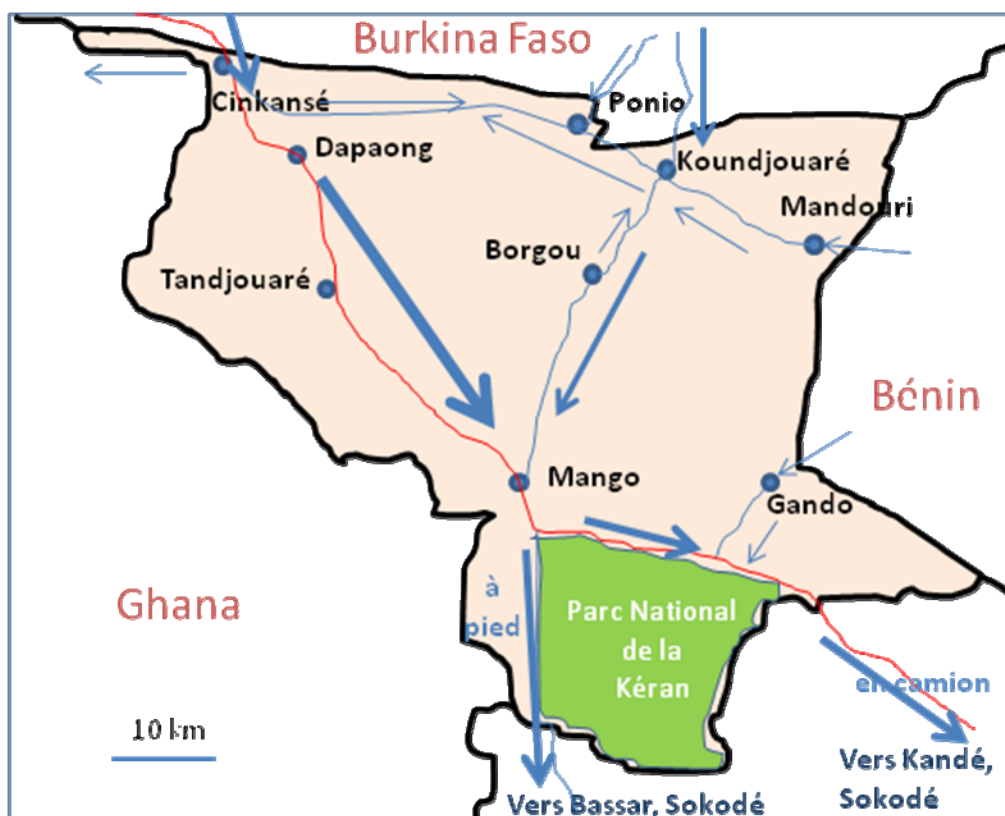 Burkina Faso
Cinkansé
Ponio
Dapaong
Koundjouaré
Mandouri
Borgou
Tandjouaré
Bénin
Mango
Gando
Ghana
à
pied
Parc National
de la
Kéran
en camion
10 km
Vers Kandé,
Sokodé
Vers Bassar, Sokodé